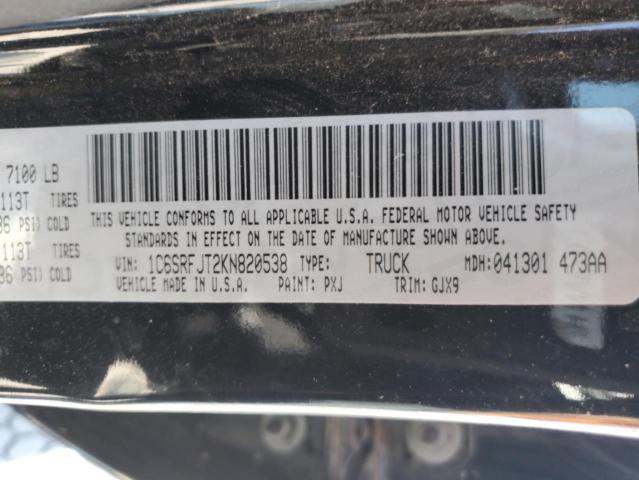 7100 LB
113T TIRES
36 PSI) COLD
113T TIRES
36 PSI) COLD
THIS VEHICLE CONFORMS TO ALL APPLICABLE U.S.A. FEDERAL MOTOR VEHICLE SAFETY
STANDARDS IN EFFECT ON THE DATE OF MANUFACTURE SHOWN ABOVE.
VIN: 1C6SRFJT2KN820538 TYPE: TRUCK MDH:041301 473AA
VEHICLE MADE IN U.S.A. PAINT: PXJ TRIM: GJX9